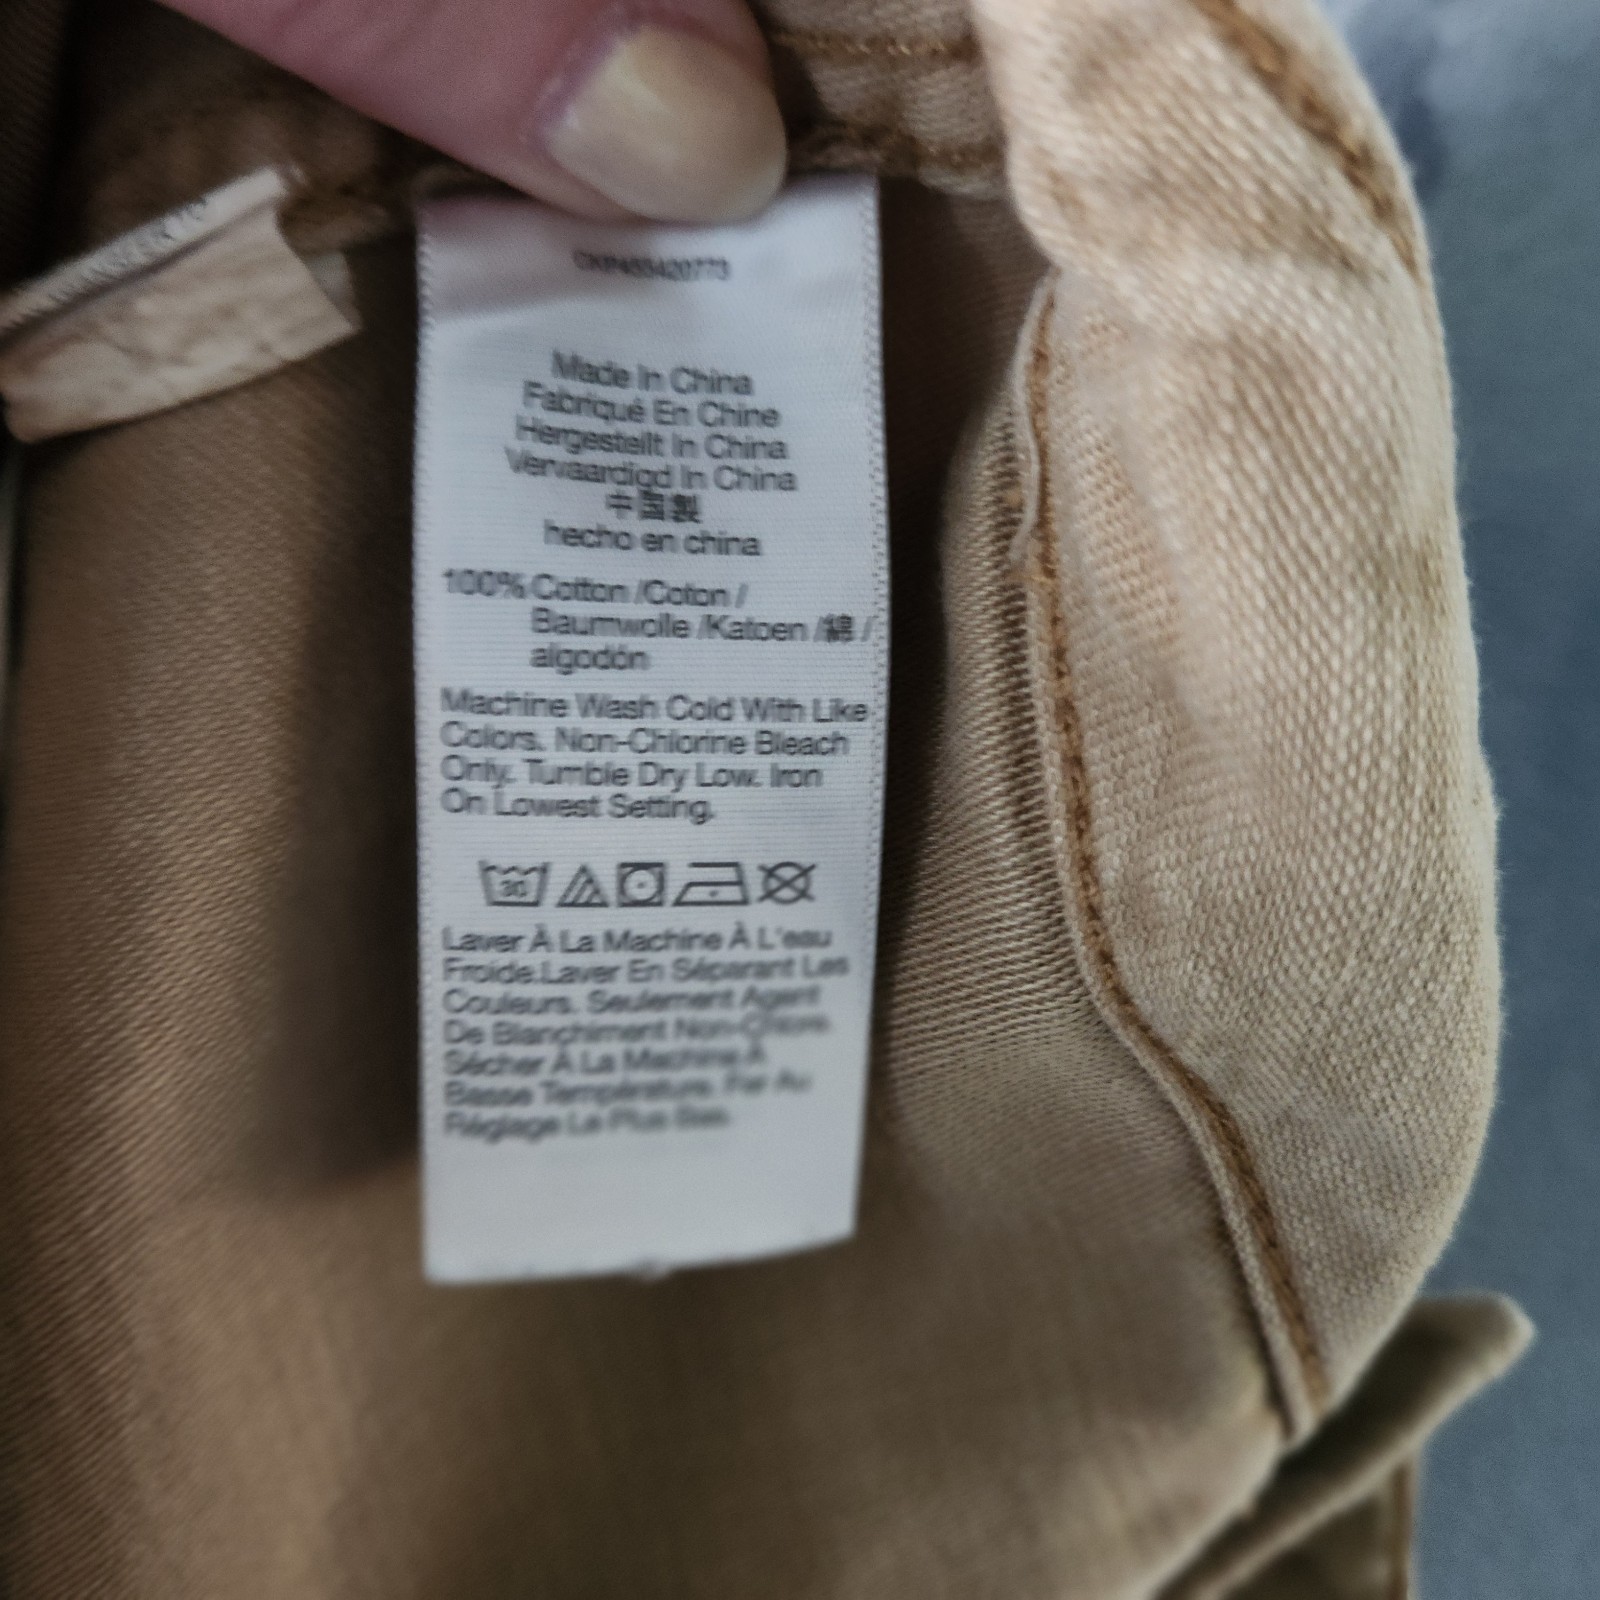 Made In China
Fabriqué En Chine
Hergestellt In China
Vervaardigd In China
中国製
hecho en china
100% Cotton /Coton /
Baumwolle /Katoen /綿 /
algodón
Machine Wash Cold With Like
Colors. Non-Chlorine Bleach
Only. Tumble Dry Low. Iron
On Lowest Setting.
30
Laver À La Machine À L'eau
Froide.Laver En Séparant Les
Couleurs. Seulement Agent
De Blanchiment Non-Chlore.
Sécher À La Machine À
Basse Température. Fer Au
Réglage Le Plus Bas.